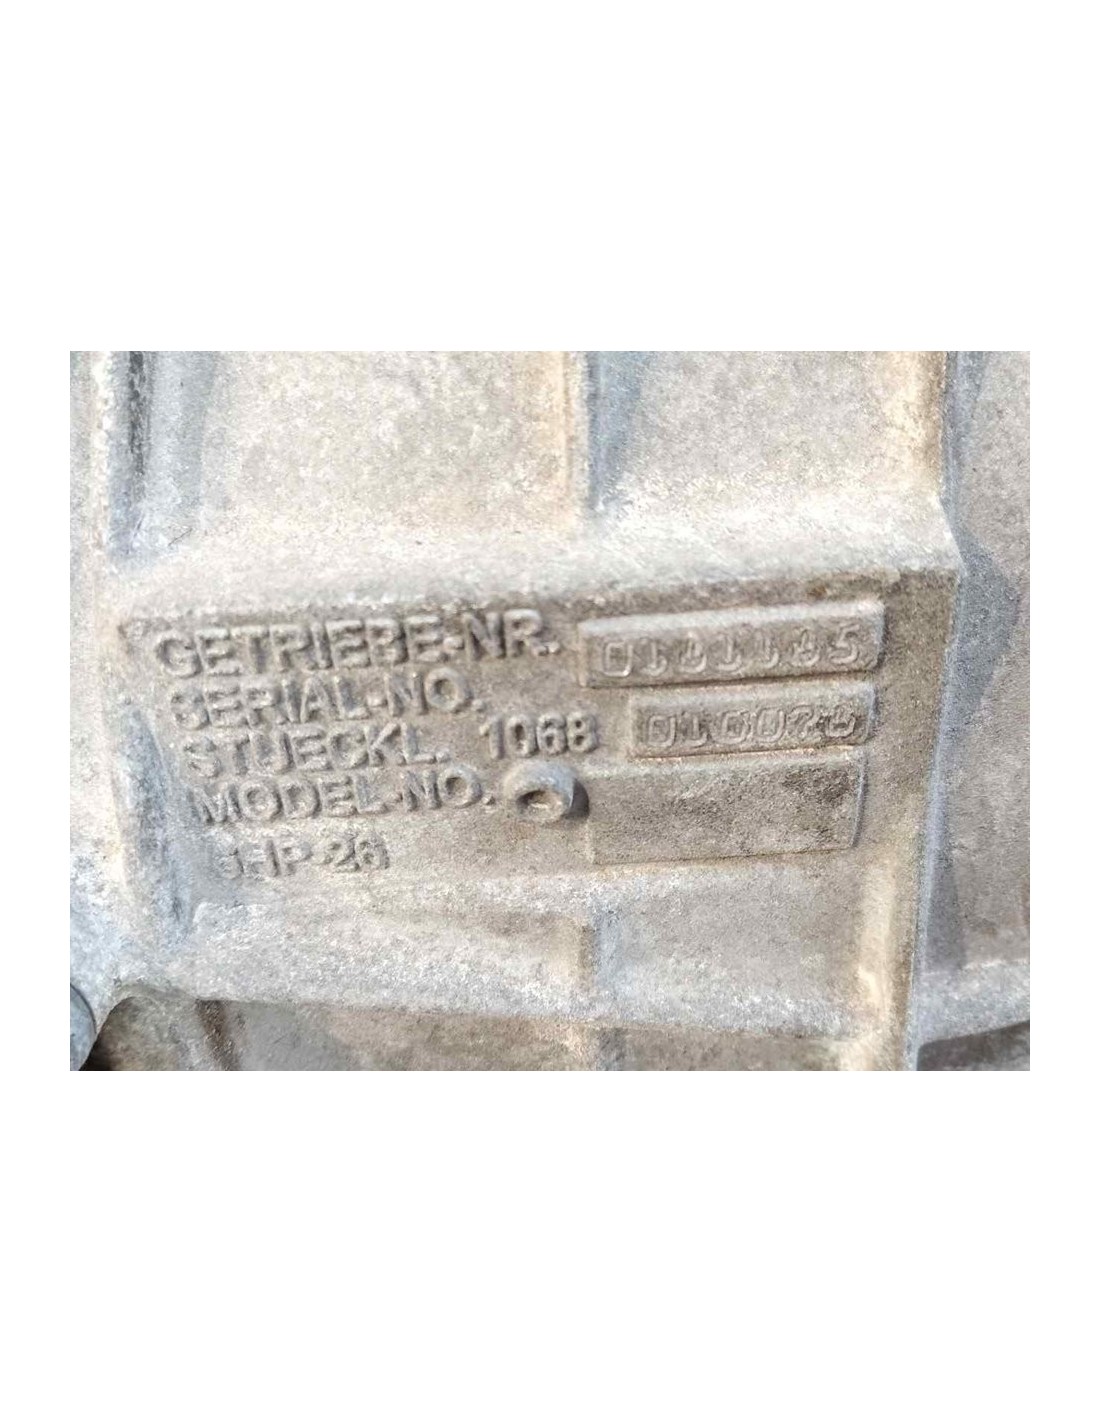 GETRIEBE-NR.
SERIAL-NO.
STUECKL. 1068
MODEL-NO.
6HP-26